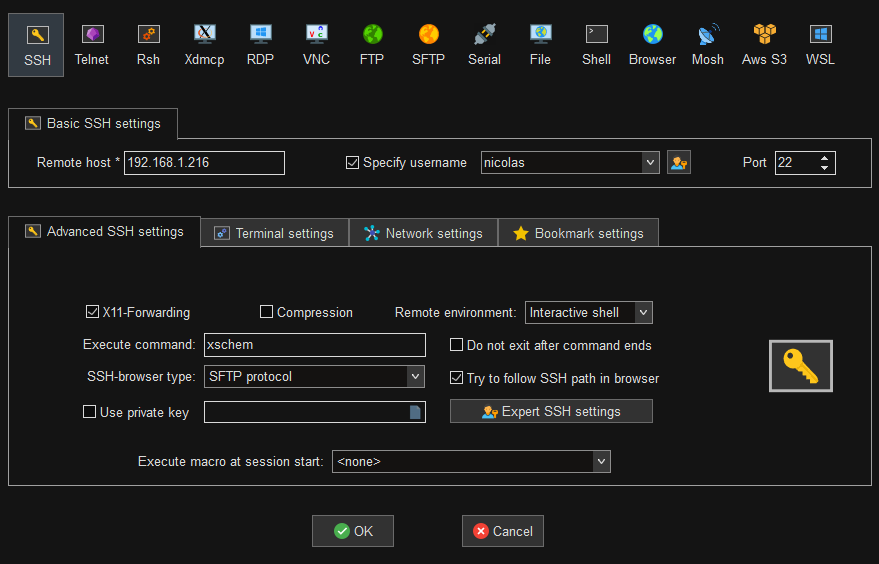 SSH Telnet Rsh Xdmcp RDP VNC FTP SFTP Serial File Shell Browser Mosh Aws S3 WSL
Basic SSH settings
Remote host * 192.168.1.216 Specify username nicolas Port 22
Advanced SSH settings Terminal settings Network settings Bookmark settings
X11-Forwarding Compression Remote environment: Interactive shell
Execute command: xschem Do not exit after command ends
SSH-browser type: SFTP protocol Try to follow SSH path in browser
Use private key Expert SSH settings
Execute macro at session start: <none>
OK Cancel